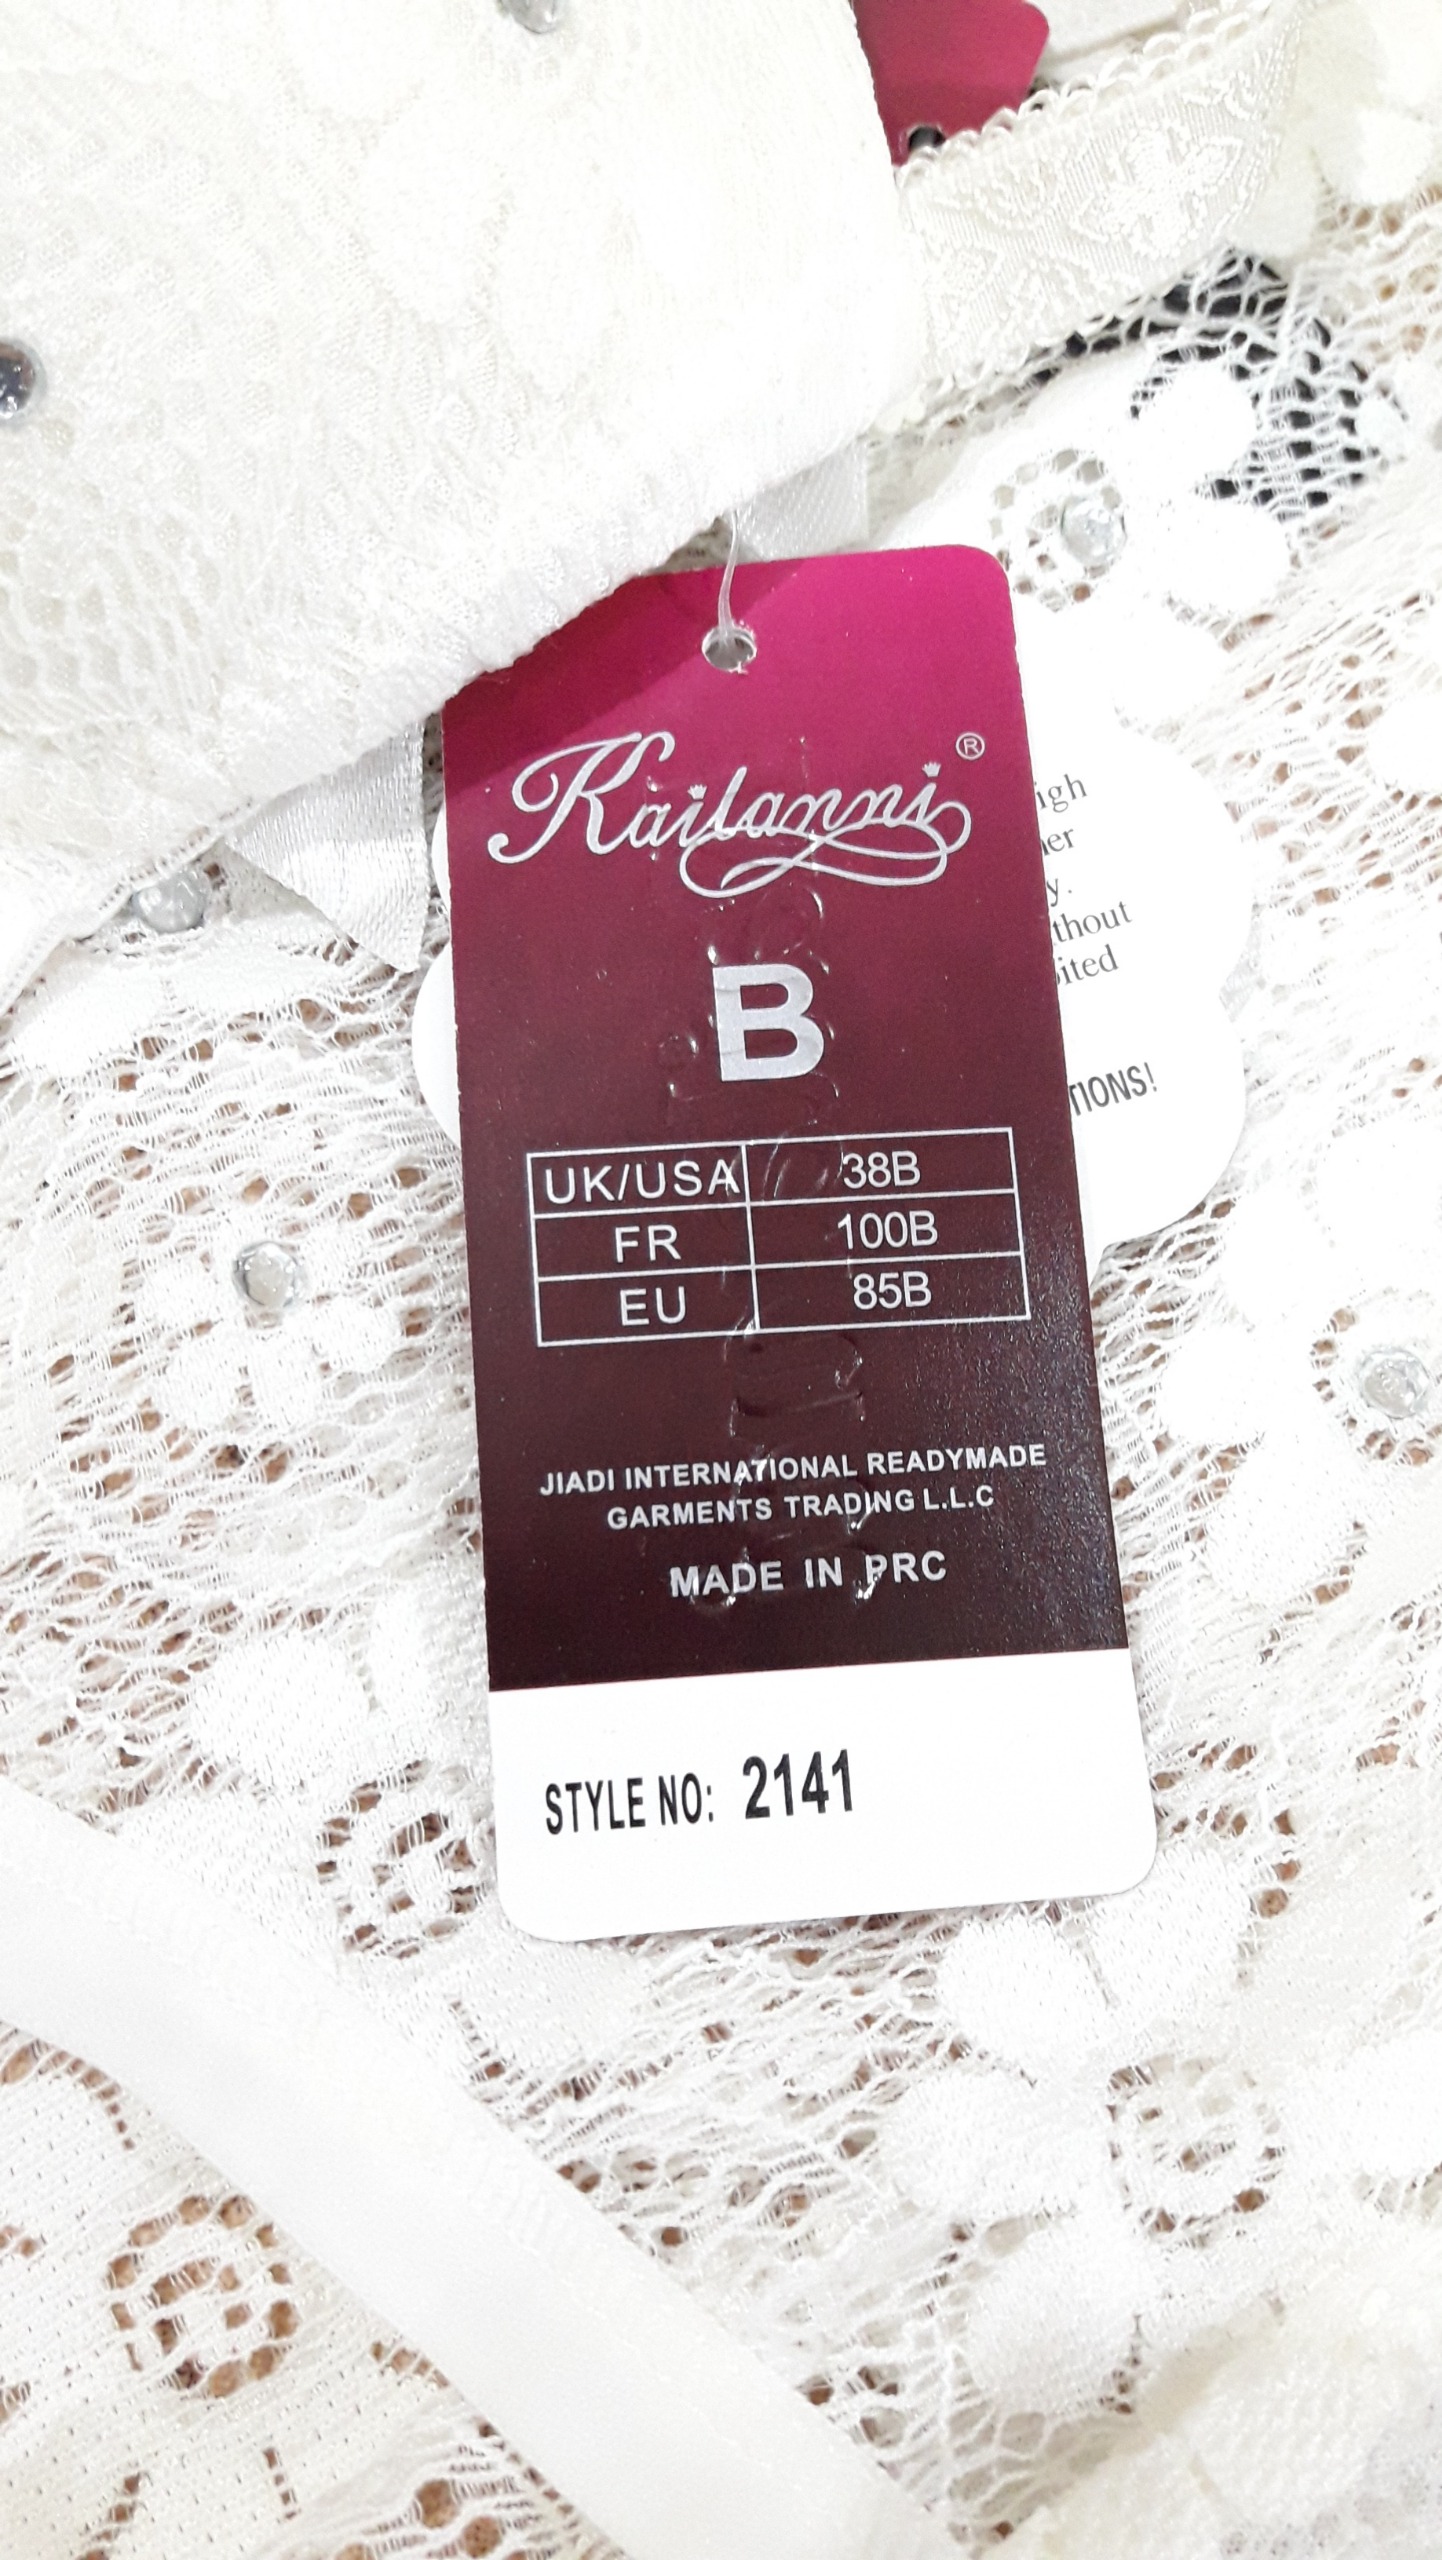 Kailanni ®
B
UK/USA 38B
FR 100B
EU 85B
JIADI INTERNATIONAL READYMADE
GARMENTS TRADING L.L.C
MADE IN PRC
STYLE NO: 2141